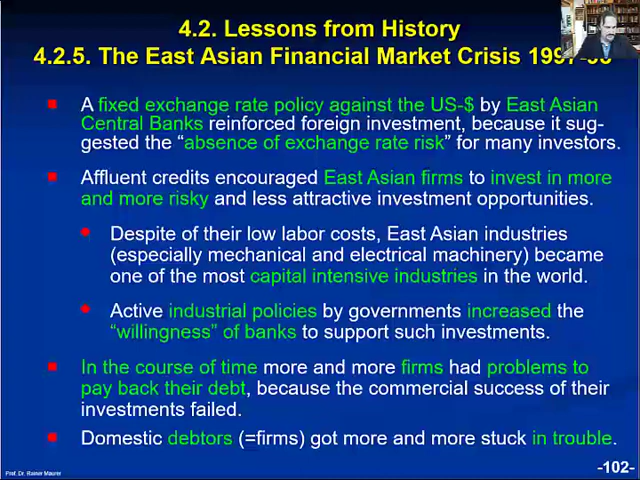 4.2. Lessons from History
4.2.5. The East Asian Financial Market Crisis
A fixed exchange rate policy against the US-$ by East Asian
Central Banks reinforced foreign investment, because it sug-
gested the “absence of exchange rate risk” for many investors.
Affluent credits encouraged East Asian firms to invest in more
and more risky and less attractive investment opportunities.
Despite of their low labor costs, East Asian industries
(especially mechanical and electrical machinery) became
one of the most capital intensive industries in the world.
Active industrial policies by governments increased the
“willingness” of banks to support such investments.
In the course of time more and more firms had problems to
pay back their debt, because the commercial success of their
investments failed.
Domestic debtors (=firms) got more and more stuck in trouble.
Prof. Dr. Rainer Maurer
-102-